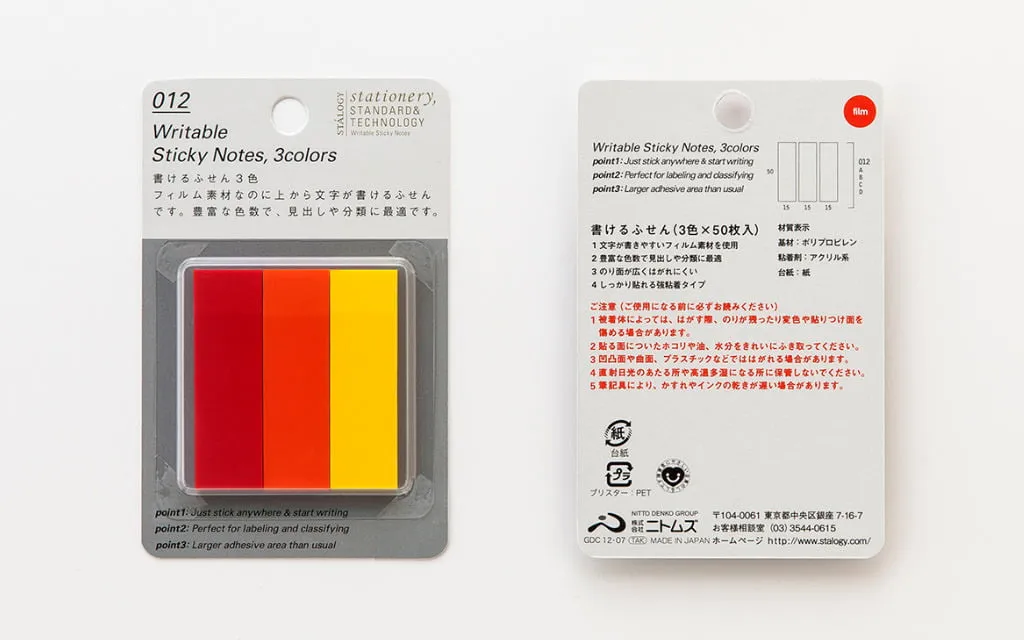 012
Writable
Sticky Notes, 3colors
STÁLOGY
stationery,
STANDARD&
TECHNOLOGY
Writable Sticky Notes
書けるふせん3色
フィルム素材なのに上から文字が書けるふせん
です。豊富な色数で、見出しや分類に最適です。
point1: Just stick anywhere & start writing
point2: Perfect for labeling and classifying
point3: Larger adhesive area than usual
film
Writable Sticky Notes, 3colors
point1: Just stick anywhere & start writing
point2: Perfect for labeling and classifying
point3: Larger adhesive area than usual
50
15 15 15
012
A
B
C
D
書けるふせん(3色×50枚入)
1 文字が書きやすいフィルム素材を使用
2 豊富な色数で見出しや分類に最適
3 のり面が広くはがれにくい
4 しっかり貼れる強粘着タイプ
材質表示
基材:ポリプロピレン
粘着剤:アクリル系
台紙:紙
ご注意(ご使用になる前に必ずお読みください)
1 被着体によっては、はがす際、のりが残ったり変色や貼りつけ面を
傷める場合があります。
2 貼る面についたホコリや油、水分をきれいにふき取ってください。
3 凹凸面や曲面、プラスチックなどでははがれる場合があります。
4 直射日光のあたる所や高温多湿になる所に保管しないでください。
5 筆記具により、かすれやインクの乾きが遅い場合があります。
紙
台紙
プラ
ブリスター:PET
NITTO DENKO GROUP
株式会社ニトムズ
〒104-0061 東京都中央区銀座 7-16-7
お客様相談室 (03) 3544-0615
GDC 12・07 TAK MADE IN JAPAN ホームページ http://www.stalogy.com/